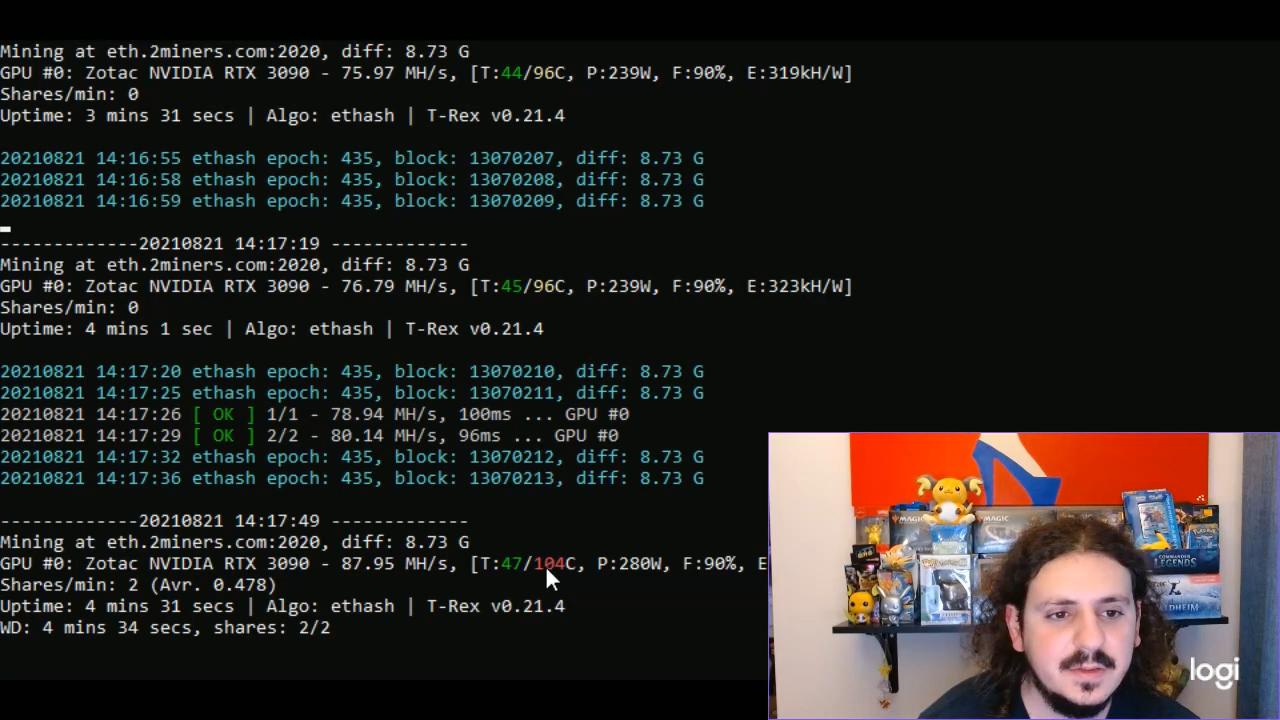 Mining at eth.2miners.com:2020, diff: 8.73 G
GPU #0: Zotac NVIDIA RTX 3090 - 75.97 MH/s, [T:44/96C, P:239W, F:90%, E:319kH/W]
Shares/min: 0
Uptime: 3 mins 31 secs | Algo: ethash | T-Rex v0.21.4
20210821 14:16:55 ethash epoch: 435, block: 13070207, diff: 8.73 G
20210821 14:16:58 ethash epoch: 435, block: 13070208, diff: 8.73 G
20210821 14:16:59 ethash epoch: 435, block: 13070209, diff: 8.73 G
-------------20210821 14:17:19 -------------
Mining at eth.2miners.com:2020, diff: 8.73 G
GPU #0: Zotac NVIDIA RTX 3090 - 76.79 MH/s, [T:45/96C, P:239W, F:90%, E:323kH/W]
Shares/min: 0
Uptime: 4 mins 1 sec | Algo: ethash | T-Rex v0.21.4
20210821 14:17:20 ethash epoch: 435, block: 13070210, diff: 8.73 G
20210821 14:17:25 ethash epoch: 435, block: 13070211, diff: 8.73 G
20210821 14:17:26 [ OK ] 1/1 - 78.94 MH/s, 100ms ... GPU #0
20210821 14:17:29 [ OK ] 2/2 - 80.14 MH/s, 96ms ... GPU #0
20210821 14:17:32 ethash epoch: 435, block: 13070212, diff: 8.73 G
20210821 14:17:36 ethash epoch: 435, block: 13070213, diff: 8.73 G
-------------20210821 14:17:49 -------------
Mining at eth.2miners.com:2020, diff: 8.73 G
GPU #0: Zotac NVIDIA RTX 3090 - 87.95 MH/s, [T:47/104C, P:280W, F:90%, E
Shares/min: 2 (Avr. 0.478)
Uptime: 4 mins 31 secs | Algo: ethash | T-Rex v0.21.4
WD: 4 mins 34 secs, shares: 2/2
MAGIC
MAGIC
COMMANDER
LEGENDS
logi